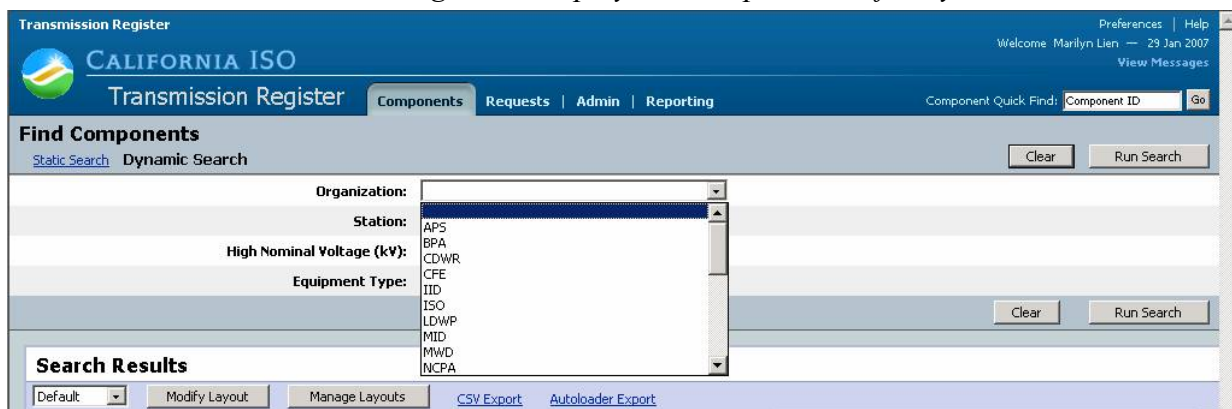 Transmission Register
Preferences | Help
Welcome Marilyn Lien — 29 Jan 2007
View Messages
CALIFORNIA ISO
Transmission Register
Components Requests | Admin | Reporting
Component Quick Find: Component ID Go
Find Components
Static Search Dynamic Search
Clear Run Search
Organization:
Station:
High Nominal Voltage (kV):
Equipment Type:
APS
BPA
CDWR
CFE
IID
ISO
LDWP
MID
MWD
NCPA
Clear Run Search
Search Results
Default Modify Layout Manage Layouts CSV Export Autoloader Export